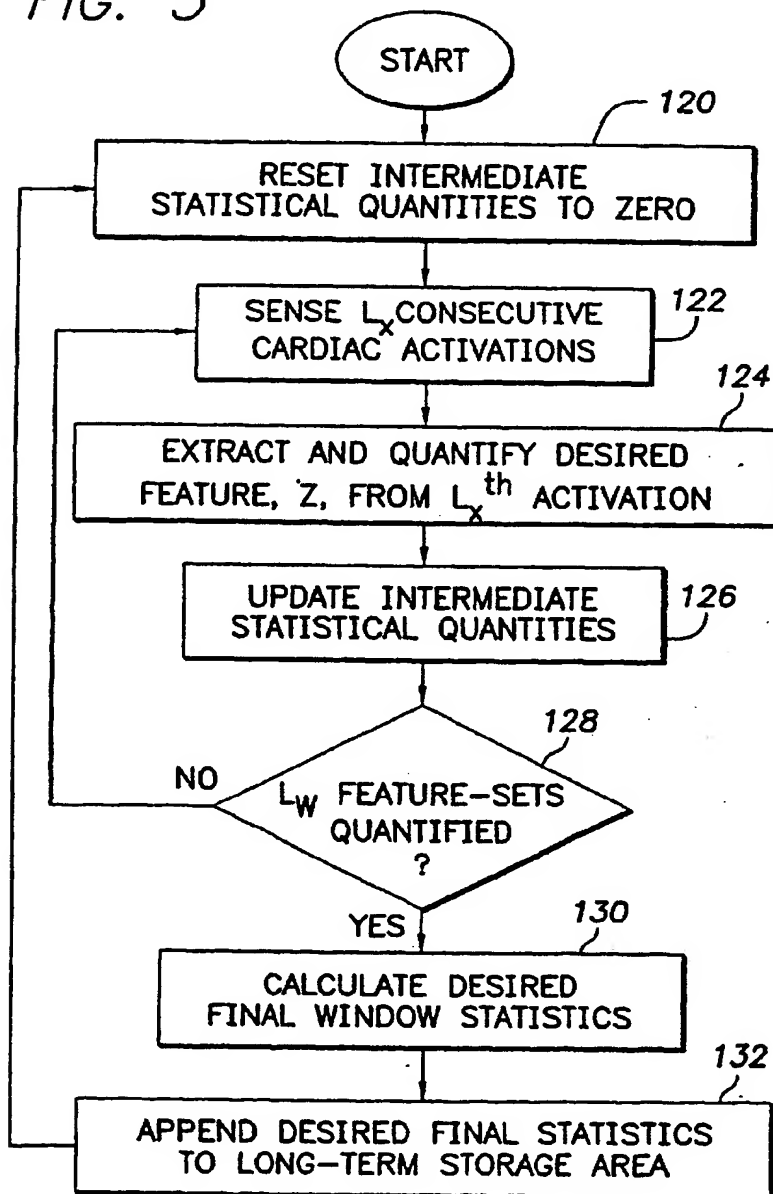 FIG. 5
START
120
RESET INTERMEDIATE
STATISTICAL QUANTITIES TO ZERO
SENSE Lx CONSECUTIVE
CARDIAC ACTIVATIONS
122
124
EXTRACT AND QUANTIFY DESIRED
FEATURE, Z, FROM Lx th ACTIVATION
UPDATE INTERMEDIATE
STATISTICAL QUANTITIES
126
128
NO
LW FEATURE-SETS
QUANTIFIED
?
YES
130
CALCULATE DESIRED
FINAL WINDOW STATISTICS
132
APPEND DESIRED FINAL STATISTICS
TO LONG-TERM STORAGE AREA